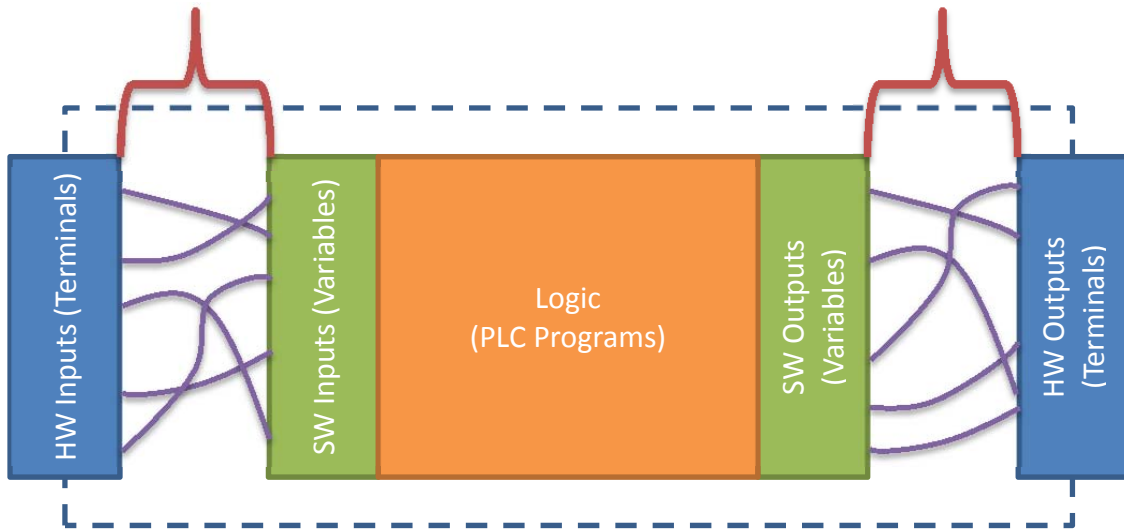 HW Inputs (Terminals)
SW Inputs (Variables)
Logic
(PLC Programs)
SW Outputs
(Variables)
HW Outputs
(Terminals)